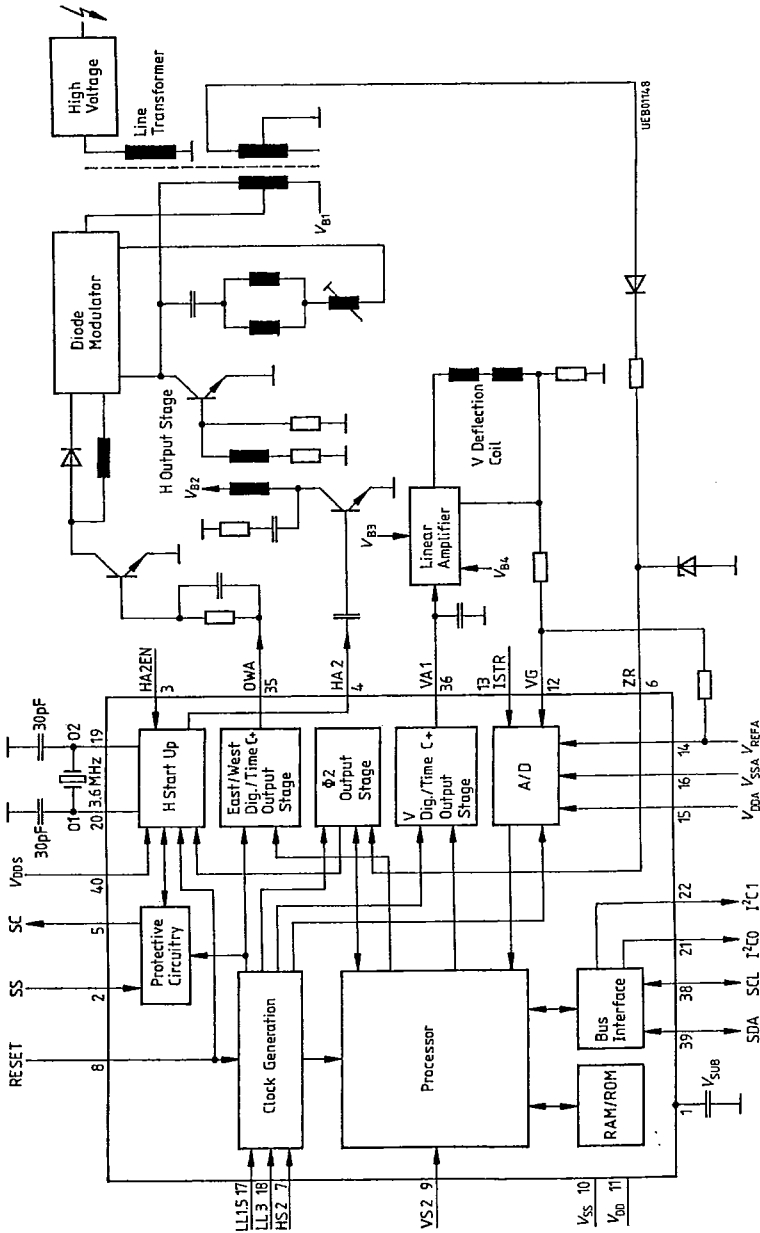 High
Voltage
Line
Transformer
Diode
Modulator
V_B1
UEB01148
H Output Stage
V_B2
V Deflection
Coil
V_B3
Linear
Amplifier
V_B4
HA2EN
3
OWA
35
HA2
4
VA1
36
13
ISTR
VG
12
ZR
6
30pF
02
19
3.6 MHz
20
01
30pF
H Start Up
East/West
Dig./Time C+
Output
Stage
Φ2
Output
Stage
V
Dig./Time C+
Output
Stage
A/D
14
V_REFA
16
V_SSA
15
V_DDA
V_DDS
40
SC
5
SS
2
RESET
8
Protective
Circuitry
Clock Generation
Processor
Bus
Interface
RAM/ROM
22
I²C1
21
I²C0
38
SCL
39
SDA
1
V_SUB
LL1.5 17
LL3 18
HS2 7
VS2 9
V_SS 10
V_DD 11